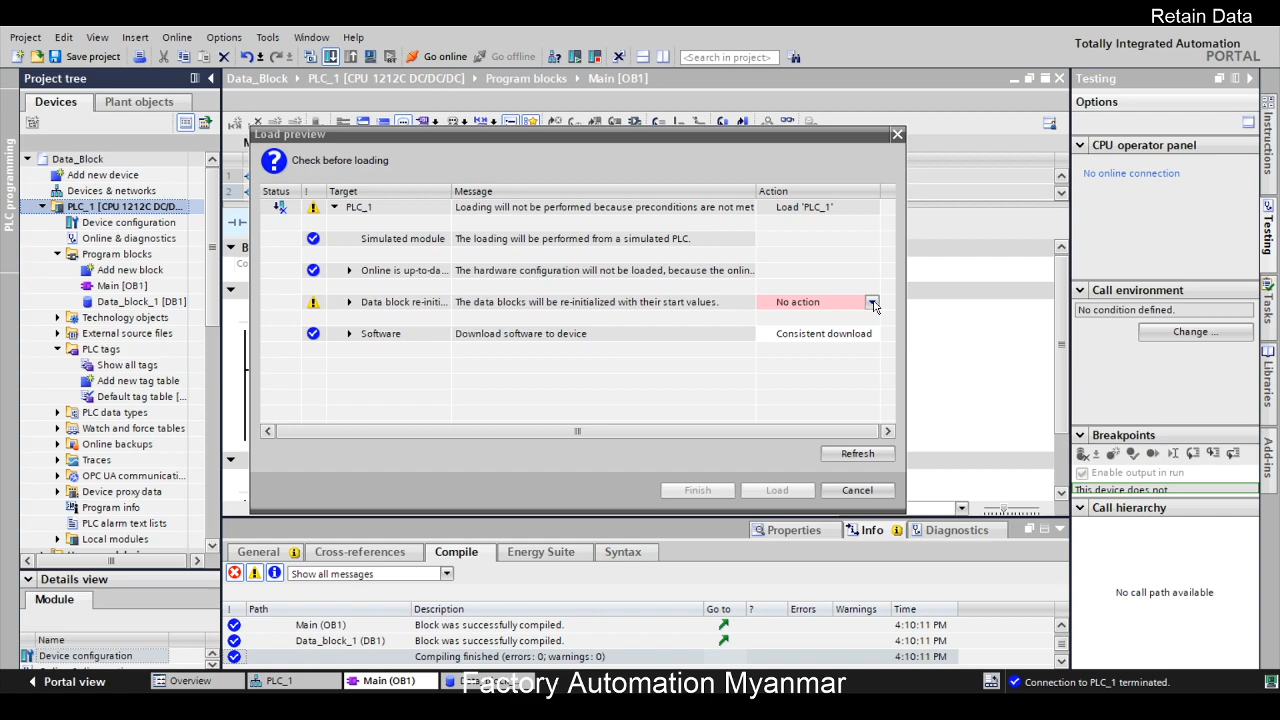 Retain Data
Project Edit View Insert Online Options Tools Window Help
Totally Integrated Automation
PORTAL
Save project Go online Go offline <Search in project>
Project tree
Data_Block PLC_1 [CPU 1212C DC/DC/DC] Program blocks Main [OB1]
Testing
Devices Plant objects
Options
PLC programming
Load preview
Check before loading
Status ! Target Message Action
PLC_1 Loading will not be performed because preconditions are not met Load 'PLC_1'
Simulated module The loading will be performed from a simulated PLC.
Online is up-to-da... The hardware configuration will not be loaded, because the onlin...
Data block re-initi... The data blocks will be re-initialized with their start values. No action
Software Download software to device Consistent download
Refresh
Finish Load Cancel
Data_Block
Add new device
Devices & networks
PLC_1 [CPU 1212C DC/D...
Device configuration
Online & diagnostics
Program blocks
Add new block
Main [OB1]
Data_block_1 [DB1]
Technology objects
External source files
PLC tags
Show all tags
Add new tag table
Default tag table [...
PLC data types
Watch and force tables
Online backups
Traces
OPC UA communicati...
Device proxy data
Program info
PLC alarm text lists
Local modules
1
2
CPU operator panel
No online connection
Call environment
No condition defined.
Change ...
Breakpoints
Enable output in run
This device does not
Call hierarchy
No call path available
Instructions
Testing
Tasks
Libraries
Add-ins
Properties Info Diagnostics
General Cross-references Compile Energy Suite Syntax
Show all messages
! Path Description Go to ? Errors Warnings Time
Main (OB1) Block was successfully compiled. 4:10:11 PM
Data_block_1 (DB1) Block was successfully compiled. 4:10:11 PM
Compiling finished (errors: 0; warnings: 0) 4:10:11 PM
Details view
Module
Name
Device configuration
Portal view Overview PLC_1 Main (OB1)
Connection to PLC_1 terminated.
Factory Automation Myanmar